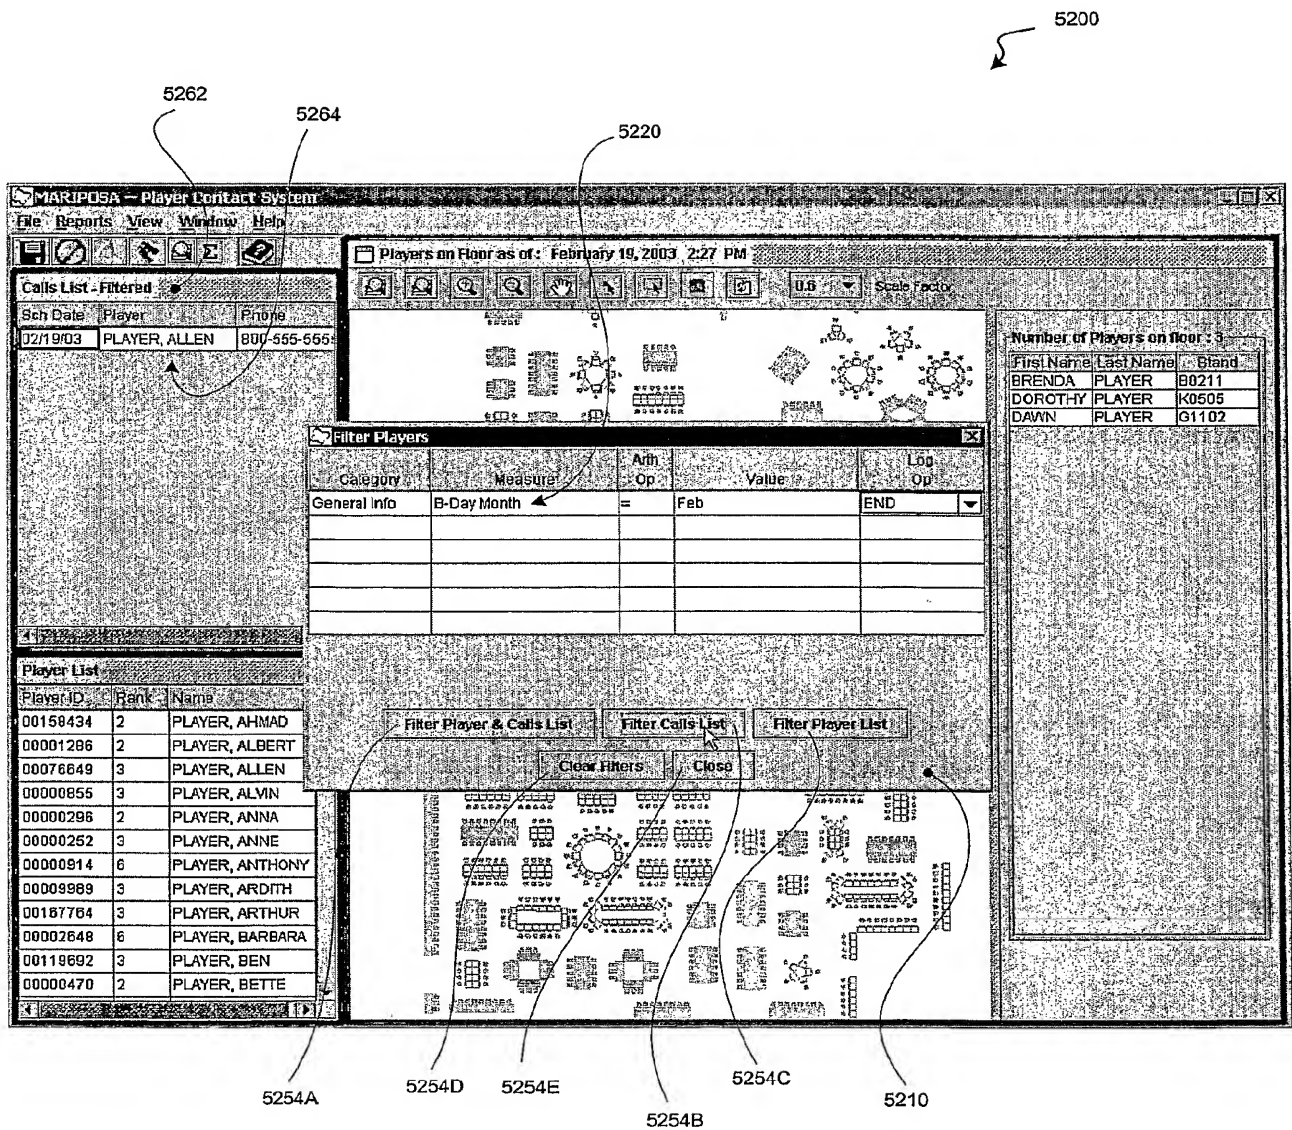 5200
5262
5264
5220
MARIPOSA — Player Contact System
File Reports View Window Help
Players on Floor as of: February 19, 2003 2:27 PM
0.6 Scale Factor
Calls List - Filtered
Sch Date Player Phone
02/19/03 PLAYER, ALLEN 800-555-555
Number of Players on floor : 3
First Name Last Name Stand
BRENDA PLAYER B0211
DOROTHY PLAYER K0505
DAWN PLAYER G1102
Filter Players
Category Measure Arth Op Value Log Op
General Info B-Day Month = Feb END
Filter Player & Calls List Filter Calls List Filter Player List
Clear Filters Close
Player List
Player ID Rank Name
00158434 2 PLAYER, AHMAD
00001286 2 PLAYER, ALBERT
00076649 3 PLAYER, ALLEN
00000855 3 PLAYER, ALVIN
00000296 2 PLAYER, ANNA
00000252 3 PLAYER, ANNE
00000914 6 PLAYER, ANTHONY
00009989 3 PLAYER, ARDITH
00167764 3 PLAYER, ARTHUR
00002648 6 PLAYER, BARBARA
00119692 3 PLAYER, BEN
00000470 2 PLAYER, BETTE
5254A
5254D
5254E
5254B
5254C
5210